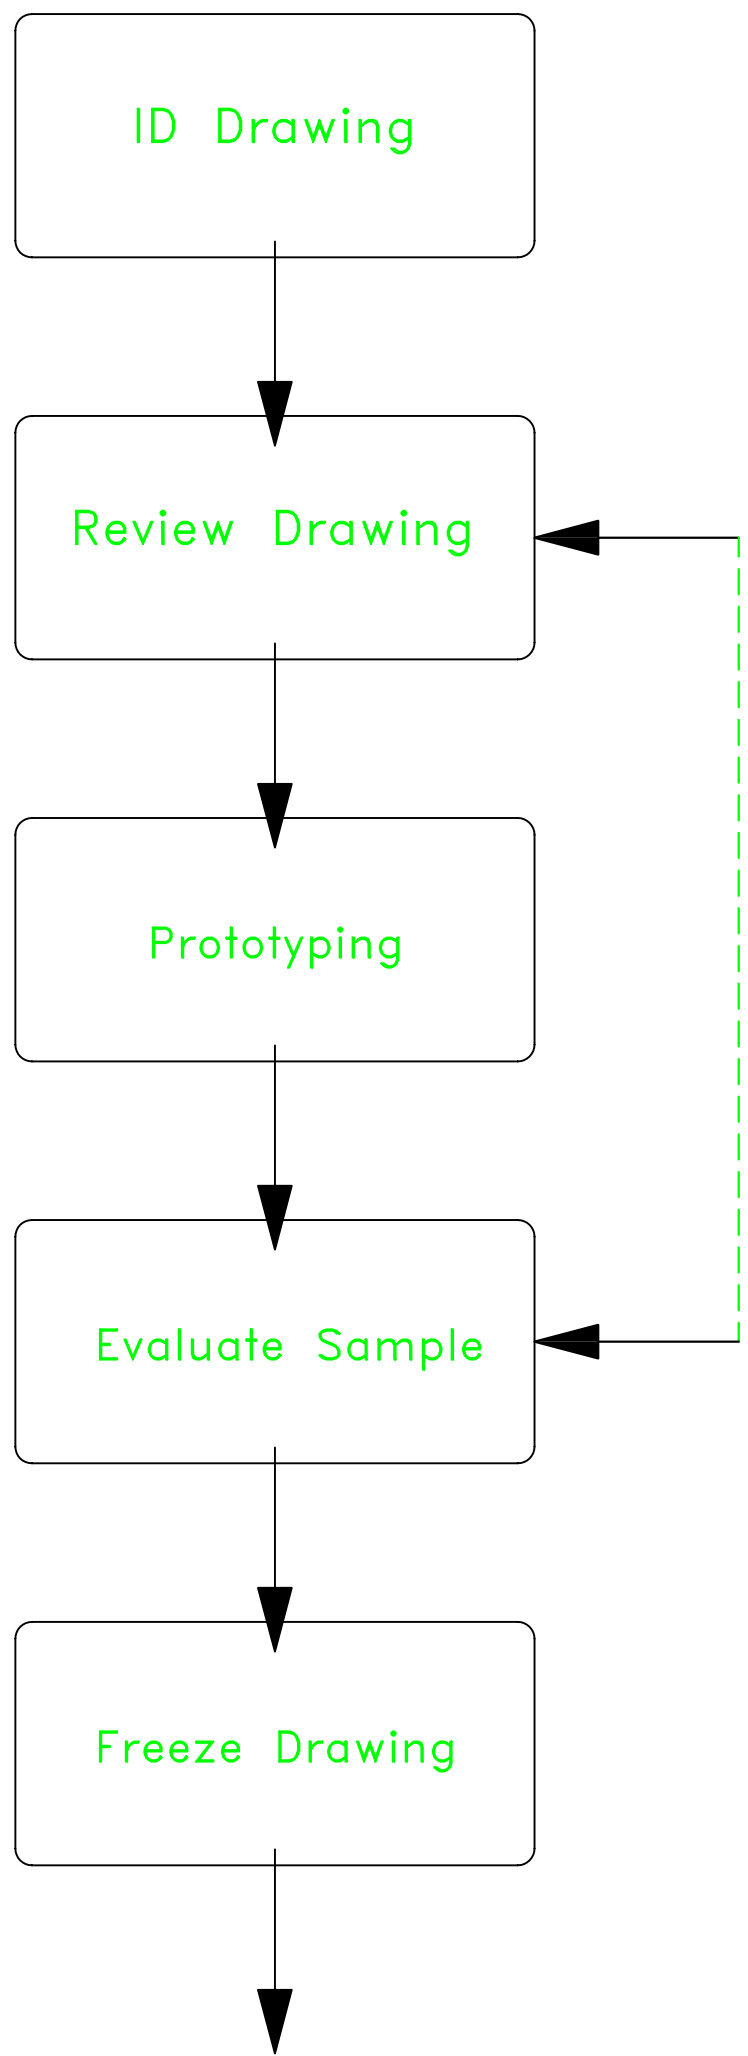 ID Drawing
Review Drawing
Prototyping
Evaluate Sample
Freeze Drawing